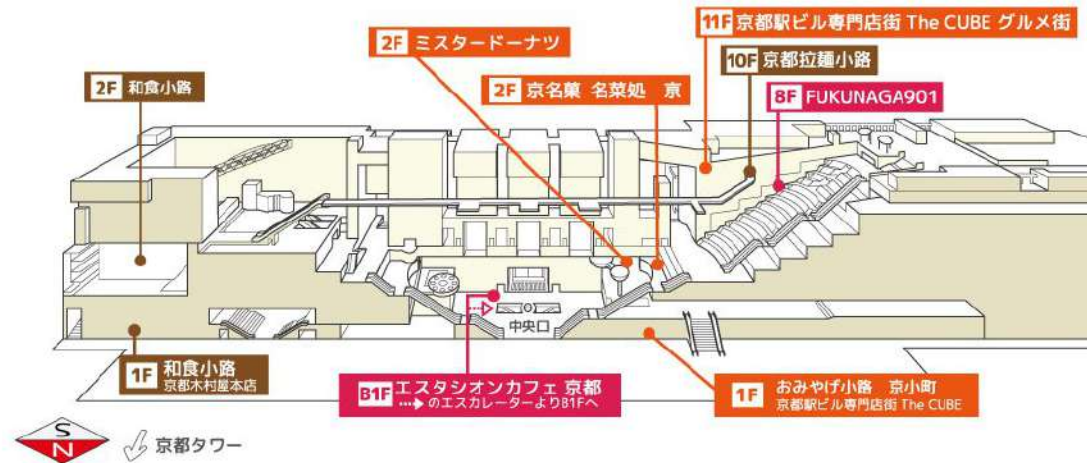 11F 京都駅ビル専門店街 The CUBE グルメ街
2F ミスタードーナツ
10F 京都拉麺小路
2F 和食小路
2F 京名菓 名菜処 亰
8F FUKUNAGA901
中央口
1F 和食小路
京都木村屋本店
B1F エスタシオンカフェ 京都
のエスカレーターよりB1Fへ
1F おみやげ小路 京小町
京都駅ビル専門店街 The CUBE
S
N
京都タワー